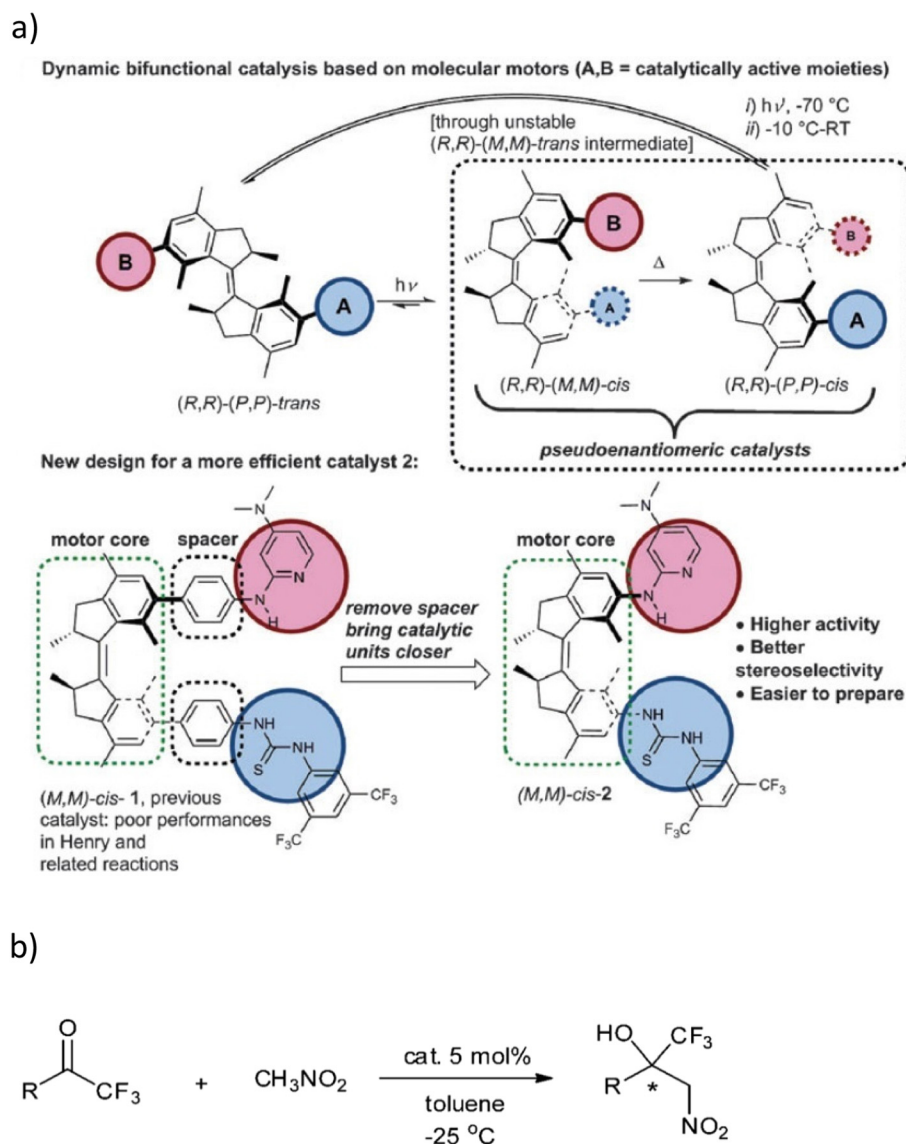 a)
Dynamic bifunctional catalysis based on molecular motors (A,B = catalytically active moieties)
[through unstable
(R,R)-(M,M)-trans intermediate]
i) hν, -70 °C
ii) -10 °C-RT
B
A
hν
B
A
Δ
B
A
(R,R)-(P,P)-trans
(R,R)-(M,M)-cis
(R,R)-(P,P)-cis
pseudoenantiomeric catalysts
New design for a more efficient catalyst 2:
motor core
spacer
N
N
N
H
NH
NH
S
CF3
F3C
(M,M)-cis- 1, previous
catalyst: poor performances
in Henry and
related reactions
remove spacer
bring catalytic
units closer
motor core
N
N
N
H
NH
NH
S
CF3
F3C
(M,M)-cis-2
• Higher activity
• Better
stereoselectivity
• Easier to prepare
b)
O
R
CF3
+
CH3NO2
cat. 5 mol%
toluene
-25 °C
HO
CF3
R
*
NO2